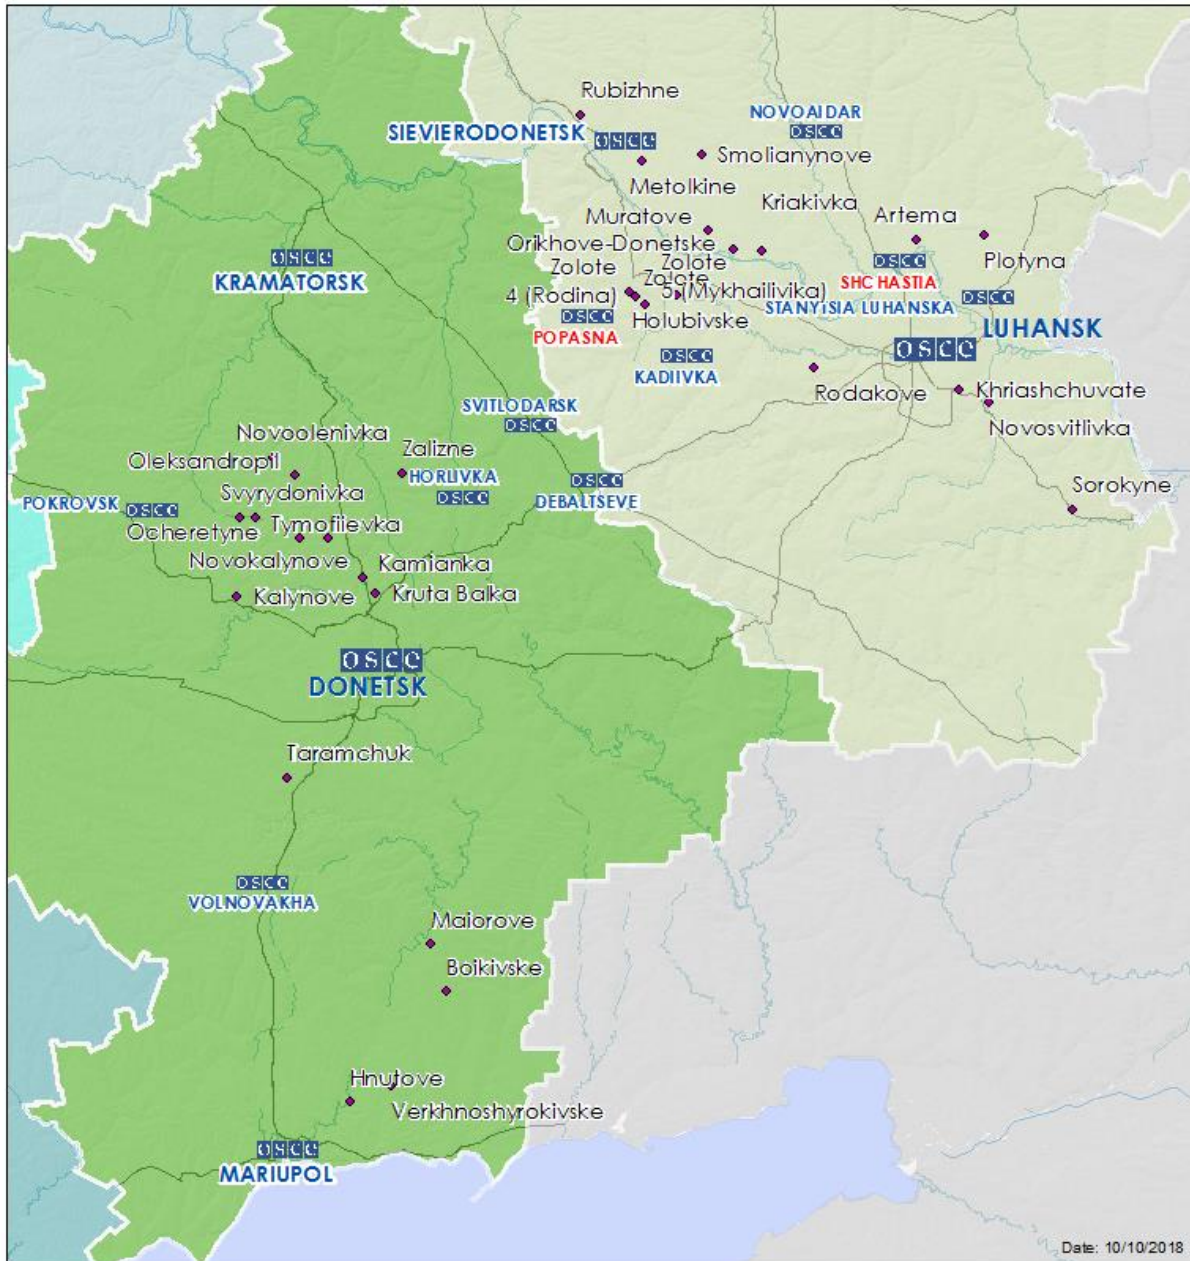 Rubizhne
NOVOAIDAR
OSCE
SIEVIERODONETSK
OSCE
Smolianynove
Metolkine
Kriakivka
Muratove
Artema
Orikhove-Donetske
OSCE
KRAMATORSK
Zolote
Zolote
OSCE
Plotyna
Zolote
SHCHASTIA
4 (Rodina)
5 (Mykhailivika)
OSCE
STANYTSIA LUHANSKA
OSCE
Holubivske
POPASNA
LUHANSK
OSCE
OSCE
KADIIVKA
Rodakove
Khriashchuvate
SVITLODARSK
OSCE
Novosvitlivka
Novoolenivka
Zalizne
Oleksandropil
HORLIVKA
OSCE
OSCE
DEBALTSEVE
Sorokyne
Svyrydonivka
POKROVSK
OSCE
Ocheretyne
Tymofiievka
Novokalynove
Kamianka
Kalynove
Kruta Balka
OSCE
DONETSK
Taramchuk
OSCE
VOLNOVAKHA
Maiorove
Boikivske
Hnutove
Verkhnoshyrokivske
OSCE
MARIUPOL
Date: 10/10/2018